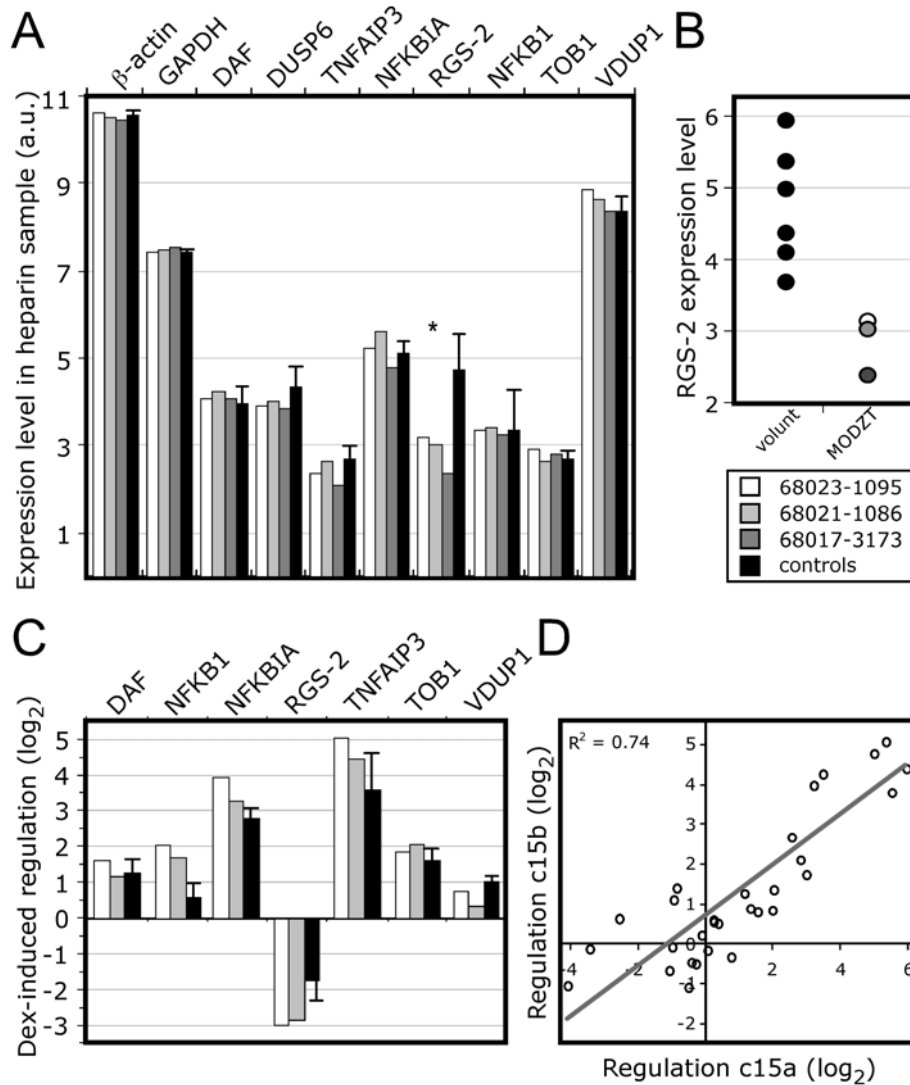 A
β-actin
GAPDH
DAF
DUSP6
TNFAIP3
NFKBIA
RGS-2
NFKB1
TOB1
VDUP1
Expression level in heparin sample (a.u.)
11
9
7
5
3
1
*
B
RGS-2 expression level
6
5
4
3
2
volunt
MODZT
68023-1095
68021-1086
68017-3173
controls
C
DAF
NFKB1
NFKBIA
RGS-2
TNFAIP3
TOB1
VDUP1
Dex-induced regulation (log2)
5
4
3
2
1
0
-1
-2
-3
D
R2 = 0.74
Regulation c15b (log2)
5
4
3
2
1
0
-1
-2
-4
-2
2
4
6
Regulation c15a (log2)